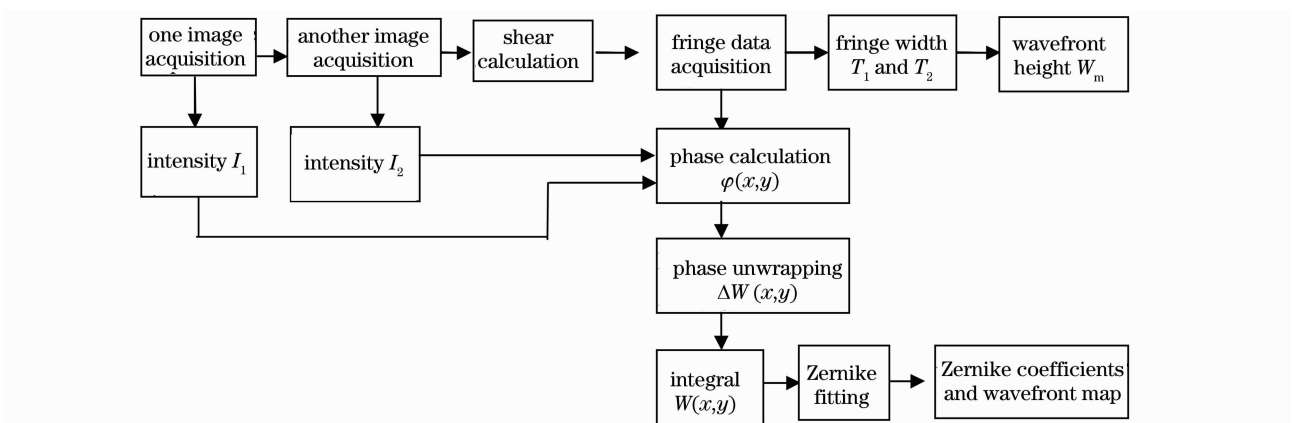 one image
acquisition
another image
acquisition
shear
calculation
fringe data
acquisition
fringe width
T₁ and T₂
wavefront
height Wₘ
intensity I₁
intensity I₂
phase calculation
φ(x,y)
phase unwrapping
ΔW (x,y)
integral
W(x,y)
Zernike
fitting
Zernike coefficients
and wavefront map